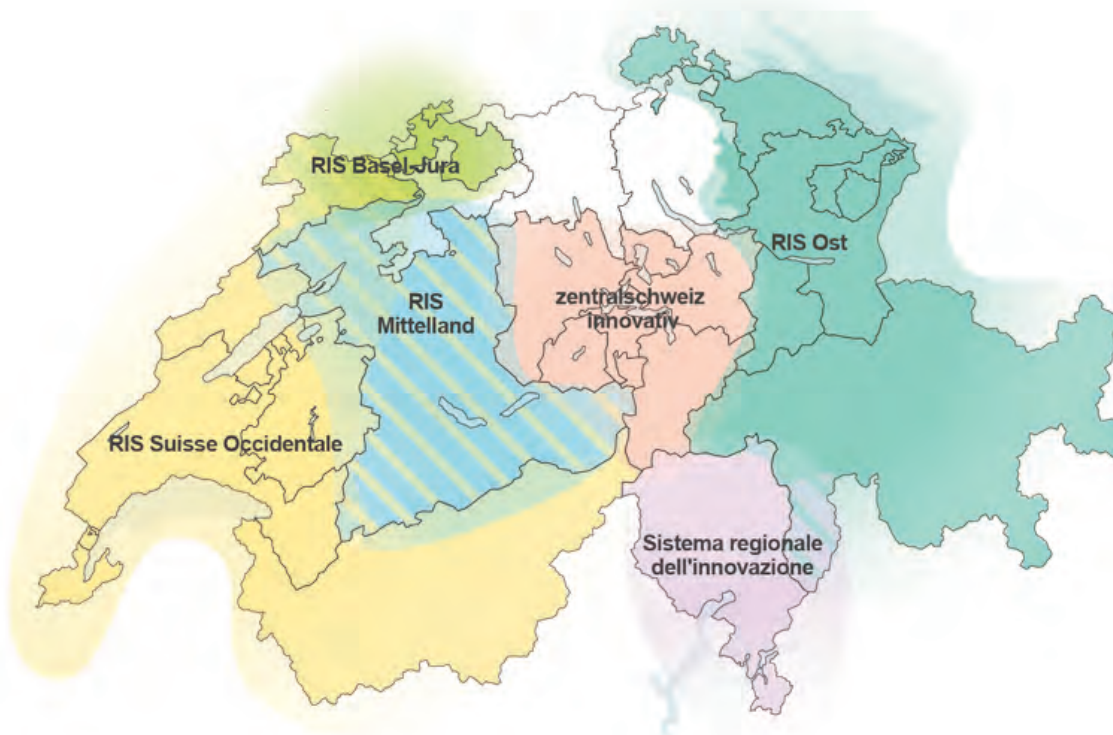 RIS Basel-Jura
RIS Ost
zentralschweiz
innovativ
RIS
Mittelland
RIS Suisse Occidentale
Sistema regionale
dell'innovazione